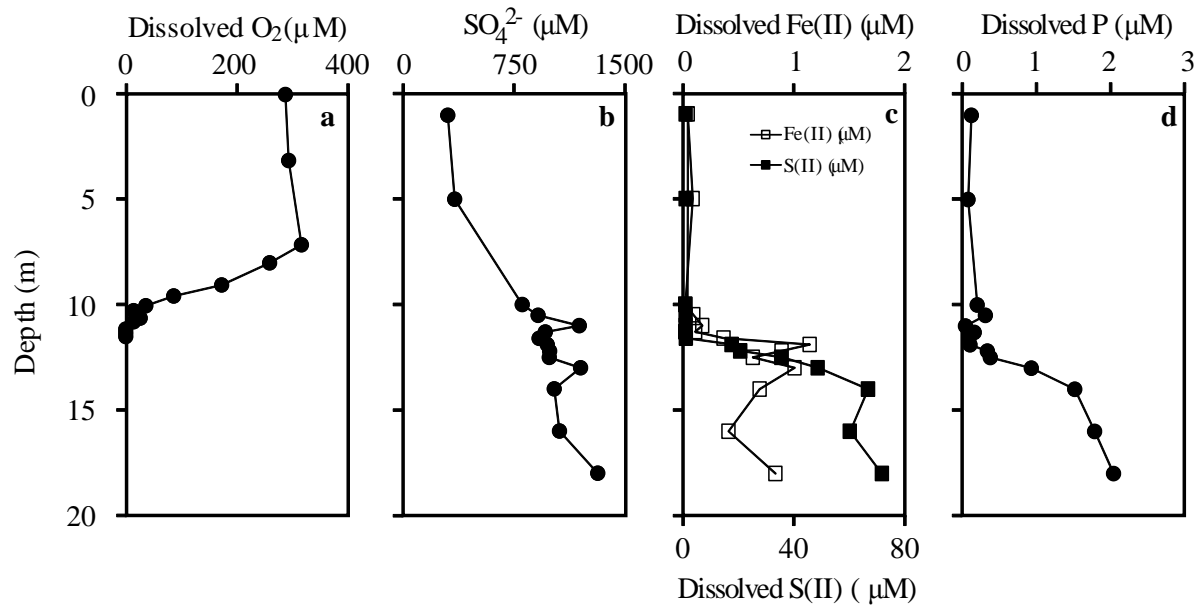 Dissolved O2(μM) SO4^2- (μM) Dissolved Fe(II) (μM) Dissolved P (μM)
0 200 400 0 750 1500 0 1 2 0 1 2 3
0 a b c d
Fe(II) (μM)
S(II) (μM)
5
10
15
20
Depth (m)
0 40 80
Dissolved S(II) ( μM)